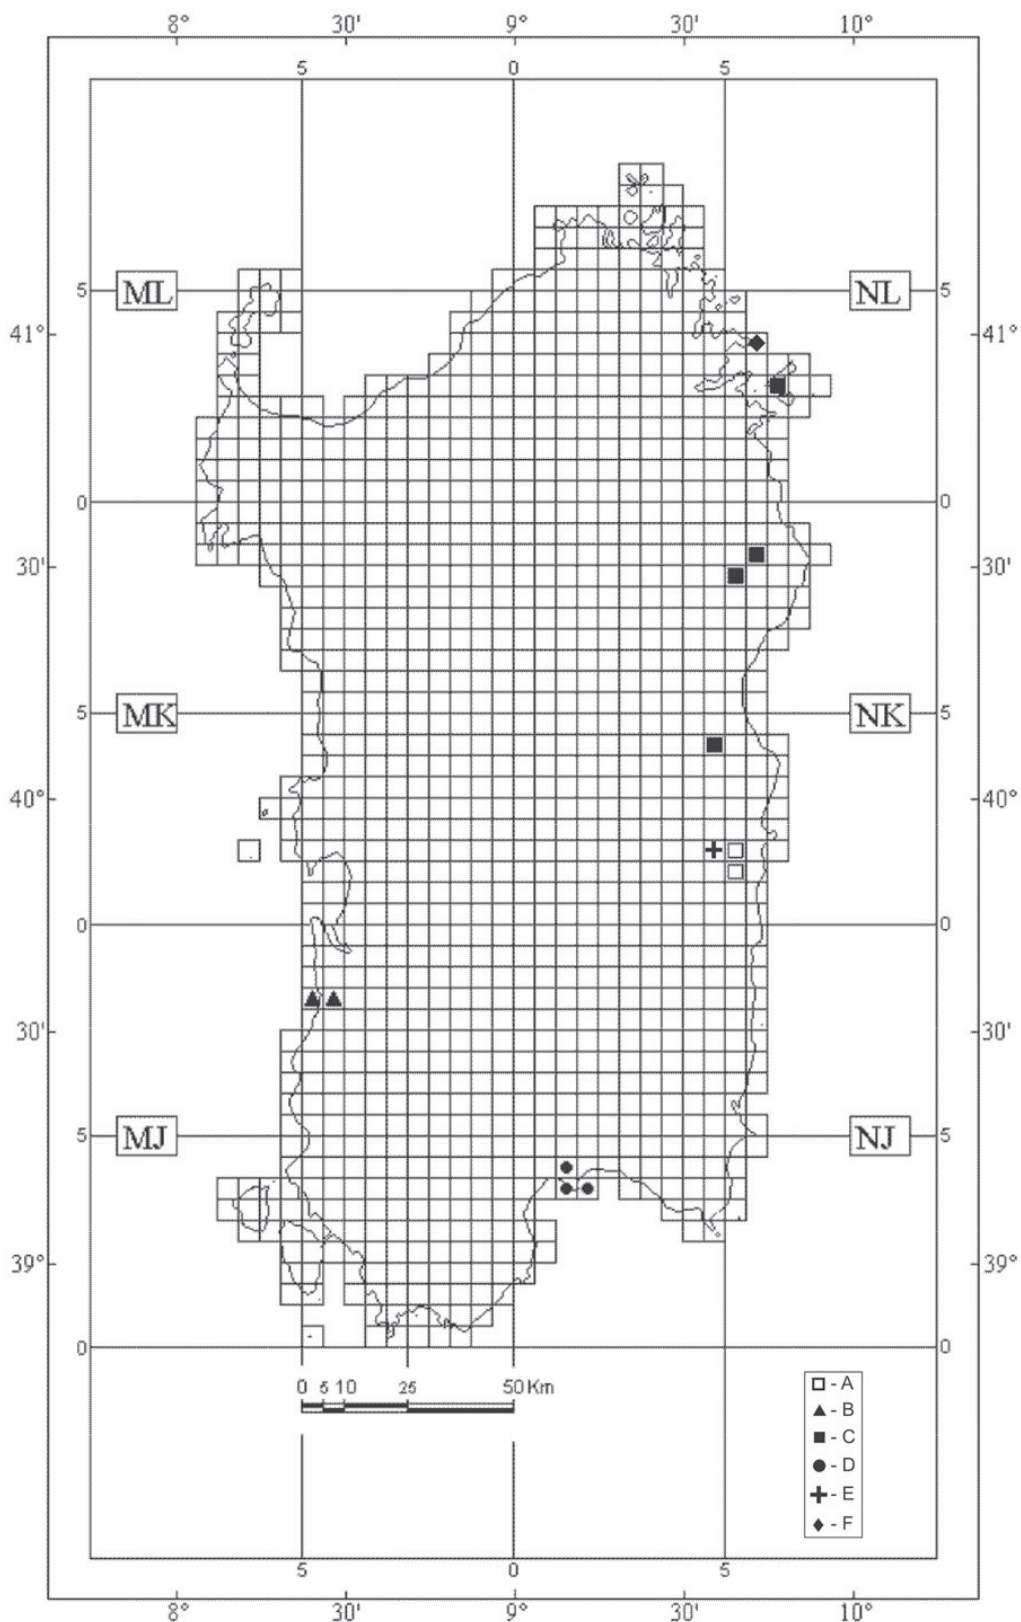 8° 30' 9° 30' 10°
5 0 5
5 ML NL 5
41° 41°
0 0
30' 30'
MK 5 NK 5
40° 40°
0 0
30' 30'
5 MJ NJ 5
39° 39°
0 0
0 5 10 25 50 Km
- A
- B
- C
- D
- E
- F
5 0 5
8° 30' 9° 30' 10°